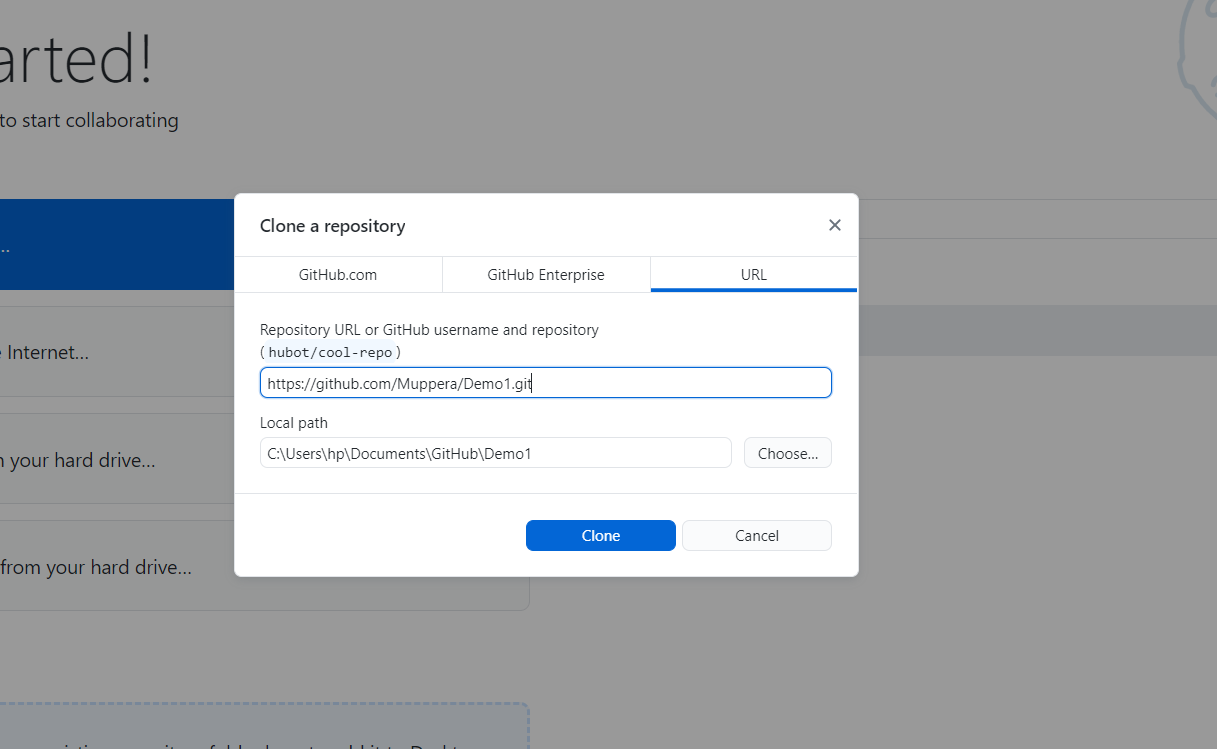 arted!
to start collaborating
...
Internet...
your hard drive...
from your hard drive...
Clone a repository
GitHub.com
GitHub Enterprise
URL
Repository URL or GitHub username and repository
(hubot/cool-repo)
https://github.com/Muppera/Demo1.git
Local path
C:\Users\hp\Documents\GitHub\Demo1
Choose...
Clone
Cancel